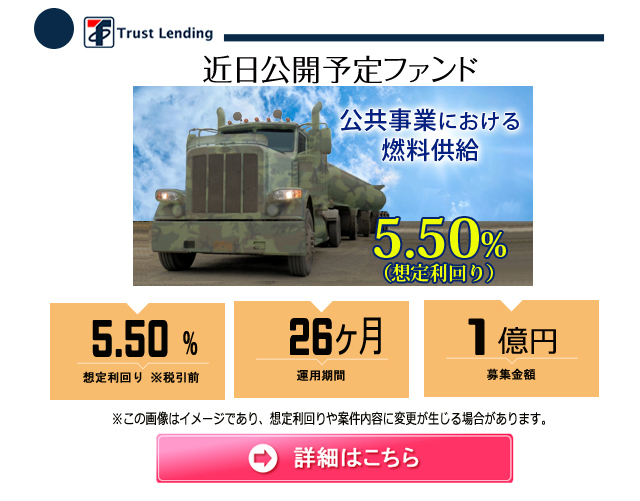 Trust Lending
近日公開予定ファンド
公共事業における
燃料供給
5.50%
（想定利回り）
5.50 %
想定利回り ※税引前
26ヶ月
運用期間
1 億円
募集金額
※この画像はイメージであり、想定利回りや案件内容に変更が生じる場合があります。
詳細はこちら